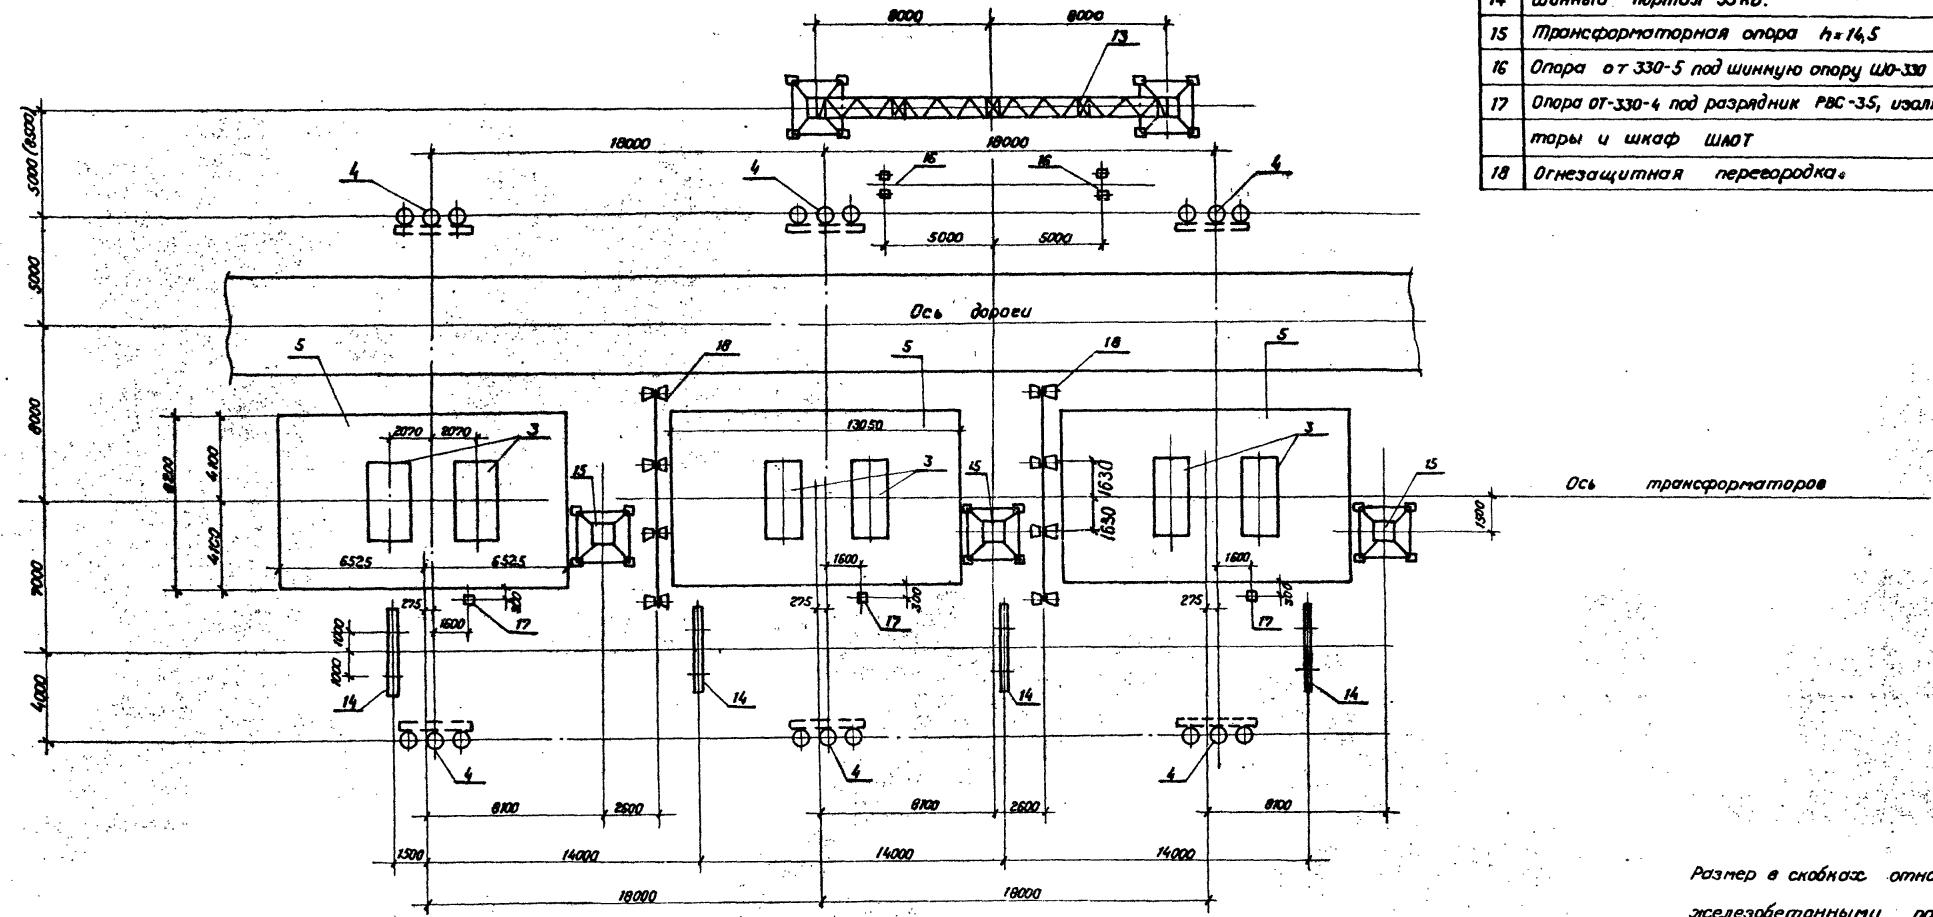 14 Шинный портал 35 кв.
15 Трансформаторная опора h=14,5
16 Опора от 330-5 под шинную опору ШО-330
17 Опора ОТ-330-4 под разрядник РВС-35, изоля
торы и шкаф ШАОТ
18 Огнезащитная перегородка.
8000 8000
13
18000 18000
4 4 16 16 4
5000 (8500)
5000 5000
5000
Ось дороги
5 18 5 18 5
8000
2070 2070 3
13050
3
3
8200 4100
4100
15 15 15
1630
1630
Ось трансформаторов
1500
6525 6525
7000
275 300 1600 17
1600 275 300 17
1600 275 300 17
1000
1000
14 14 14 14
4000
4 4 4
8100 2600 8100 2600 8100
1500 14000 14000 14000
18000 18000
Размер в скобках
железобетонными